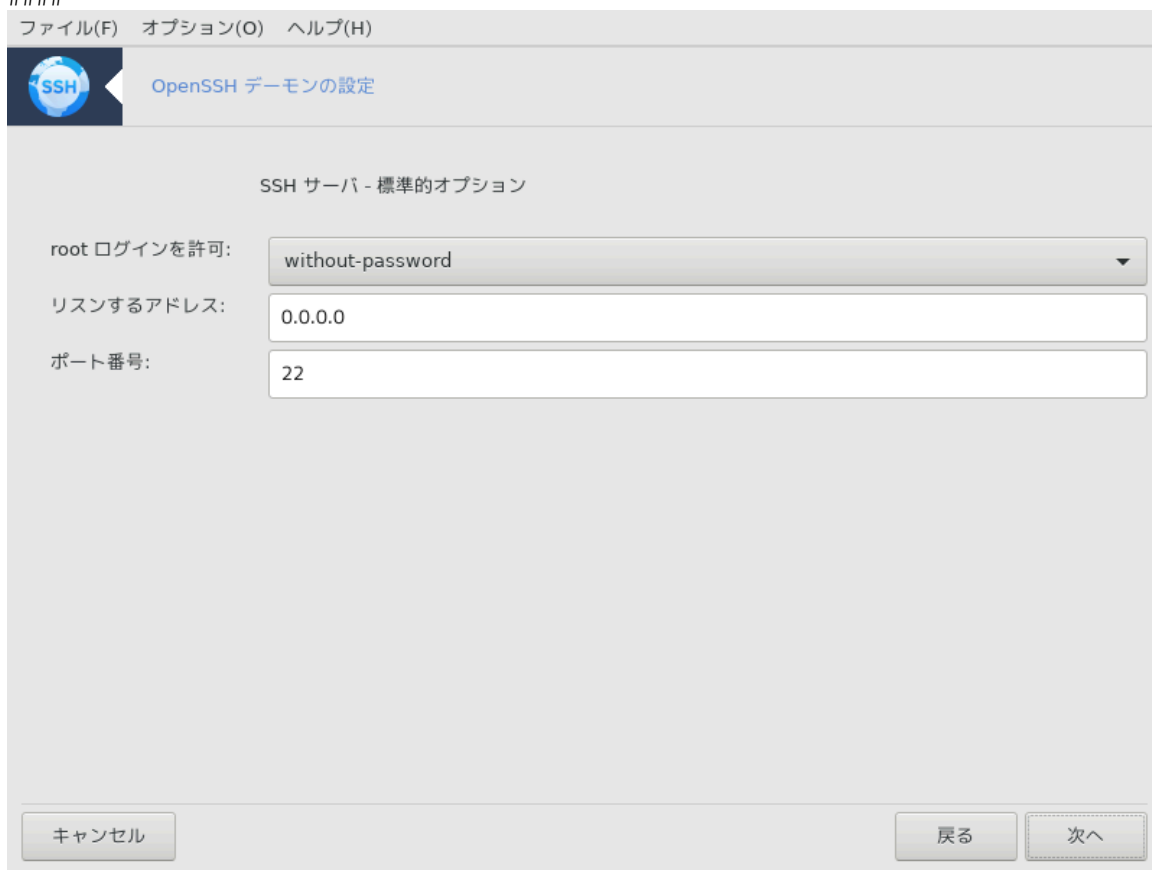 ファイル(F) オプション(O) ヘルプ(H)
SSH
OpenSSH デーモンの設定
SSH サーバ - 標準的オプション
root ログインを許可: without-password
リスンするアドレス: 0.0.0.0
ポート番号: 22
キャンセル 戻る 次へ